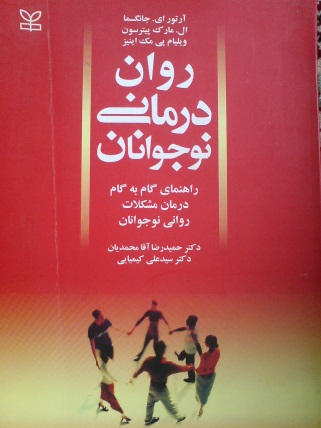 آرتور ای. جانگسما
ال. مارک پیترسون
ویلیام پی مک اینیز
روان
درمانی
نوجوانان
راهنمای گام به گام
درمان مشکلات
روانی نوجوانان
دکتر حمیدرضا آقا محمدیان
دکتر سیدعلی کیمیایی